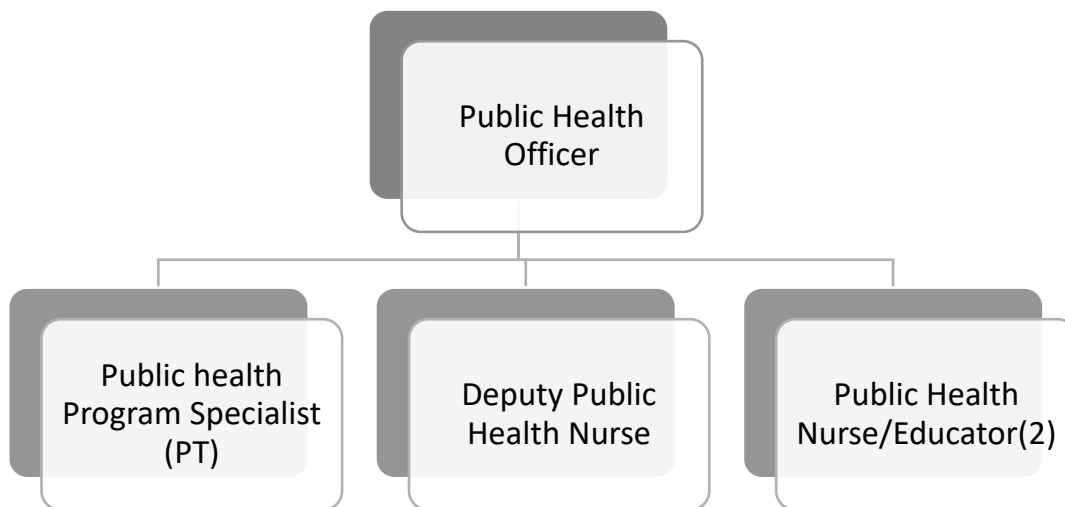 Public Health
Officer
Public health
Program Specialist
(PT)
Deputy Public
Health Nurse
Public Health
Nurse/Educator(2)